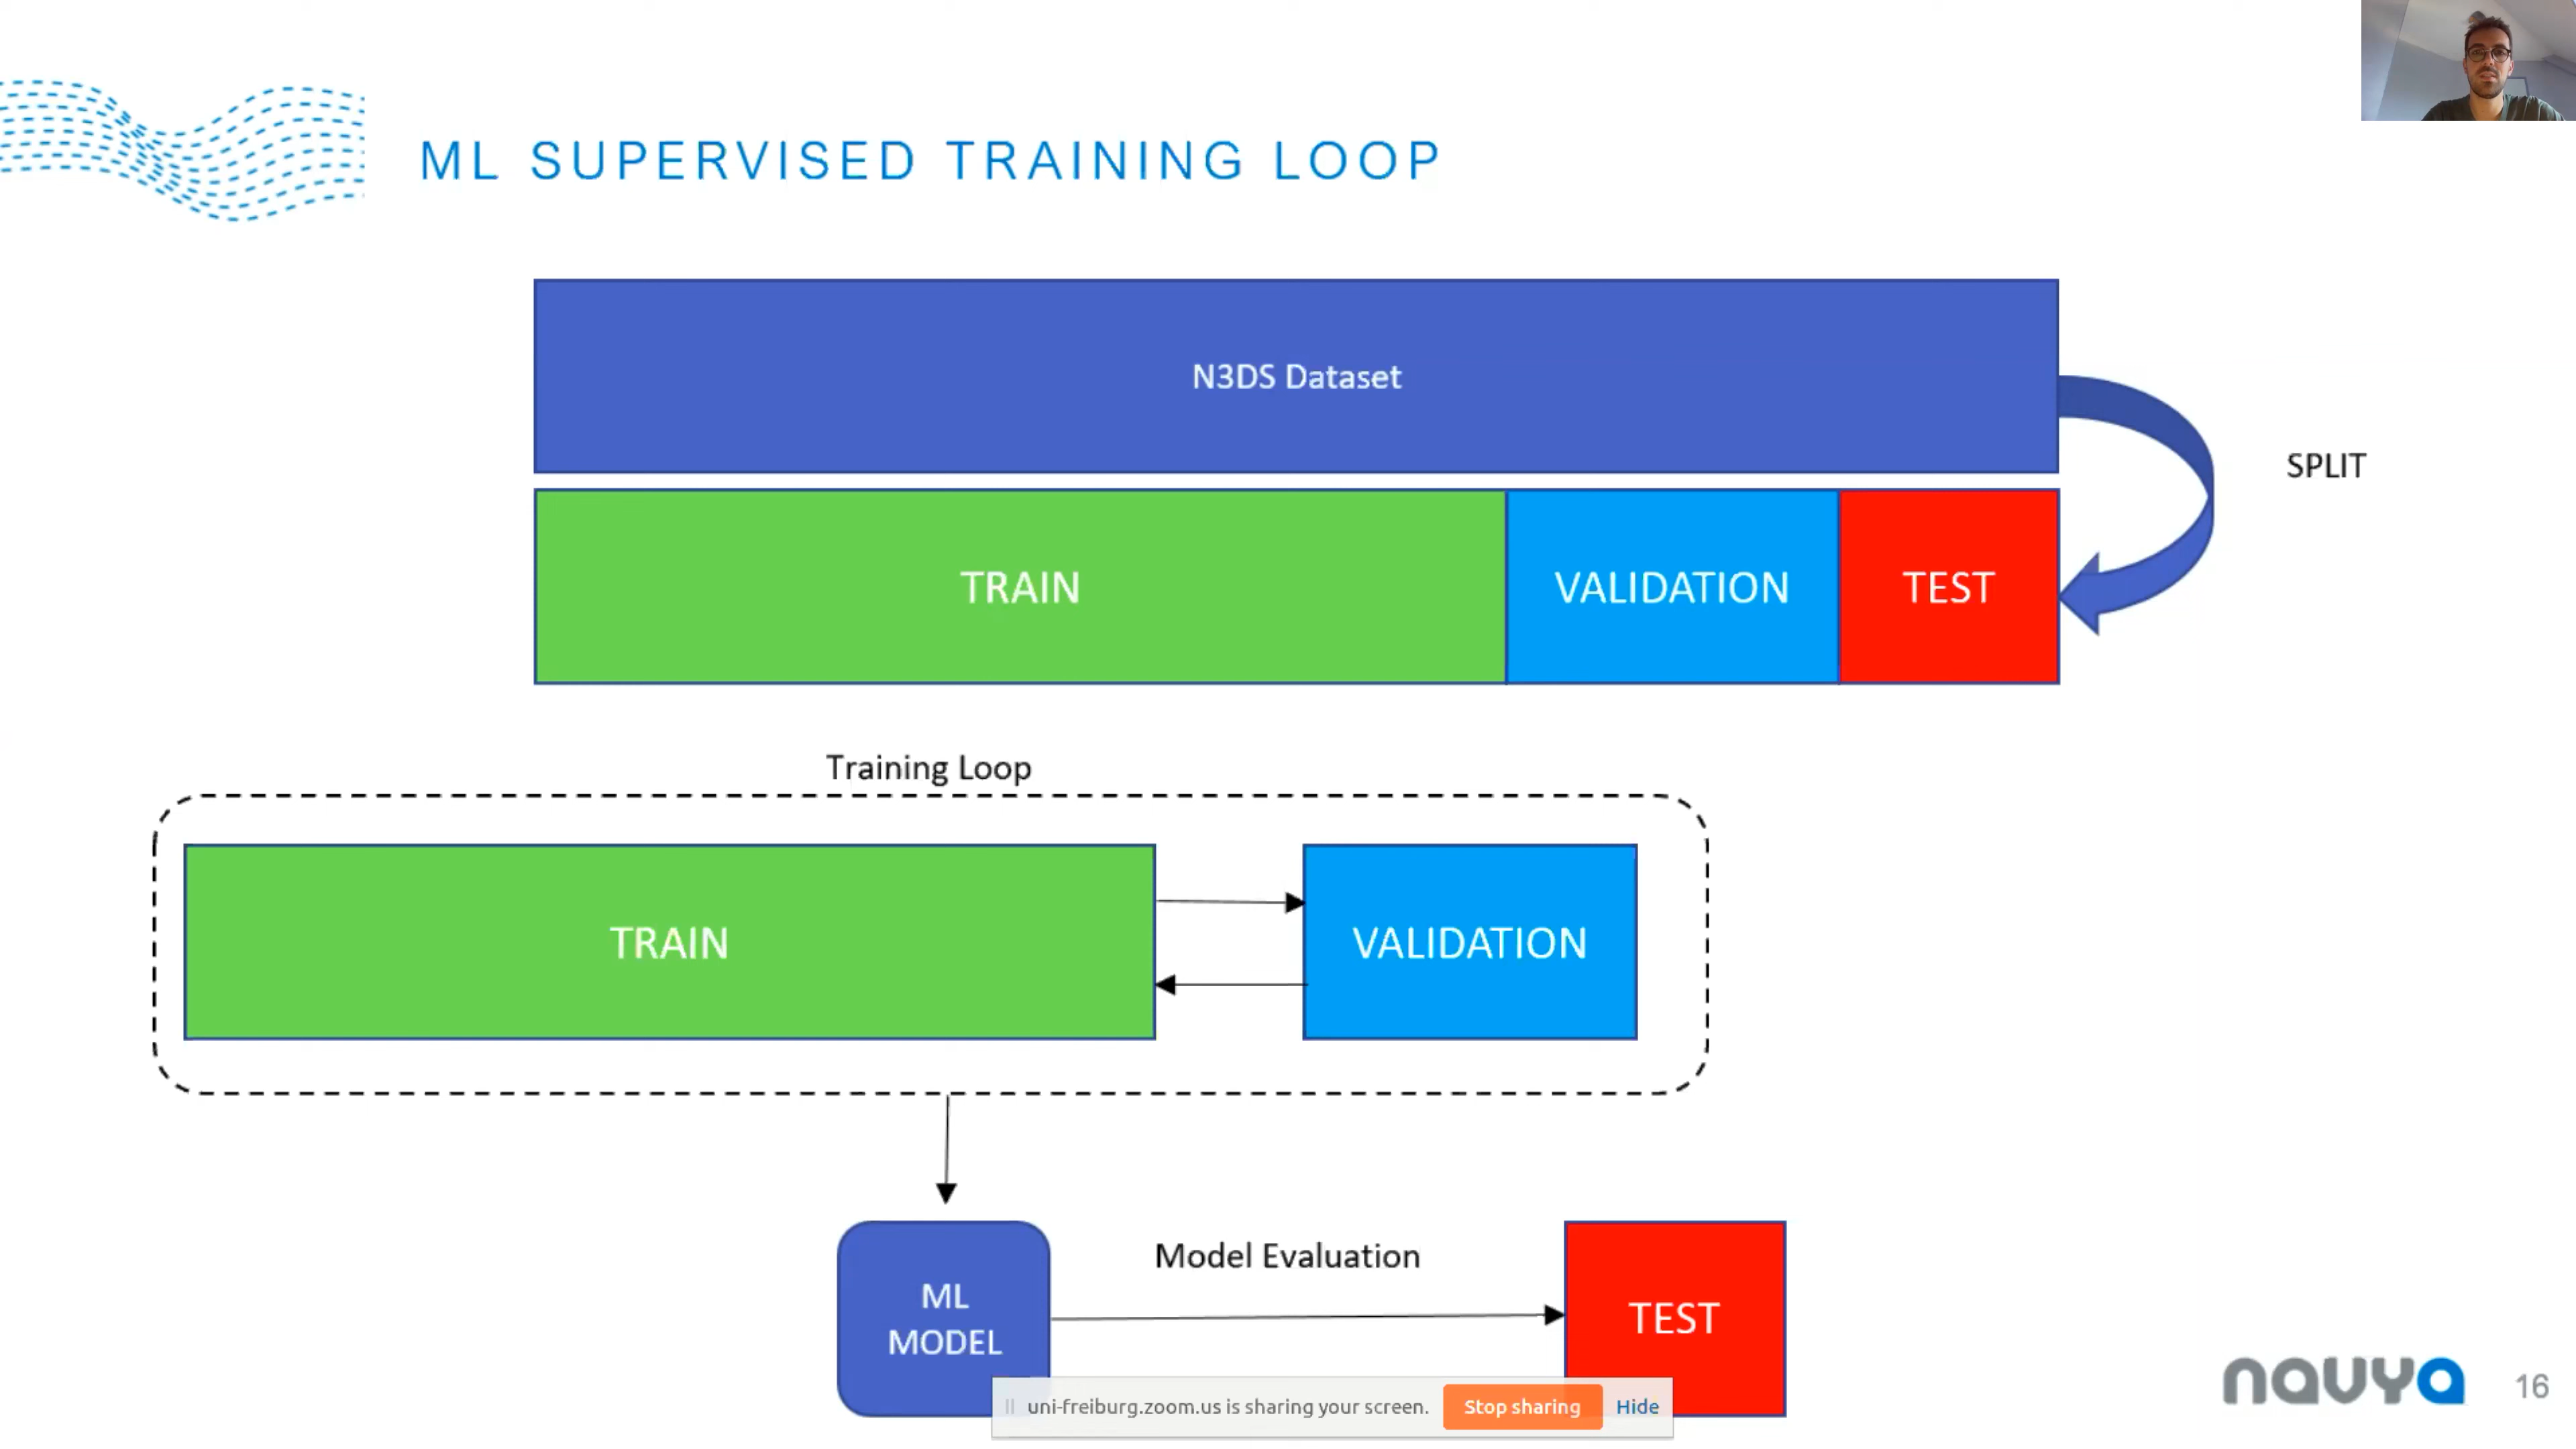 ML SUPERVISED TRAINING LOOP
N3DS Dataset
SPLIT
TRAIN
VALIDATION
TEST
Training Loop
TRAIN
VALIDATION
Model Evaluation
ML
MODEL
TEST
uni-freiburg.zoom.us is sharing your screen.
Stop sharing
Hide
navya
16